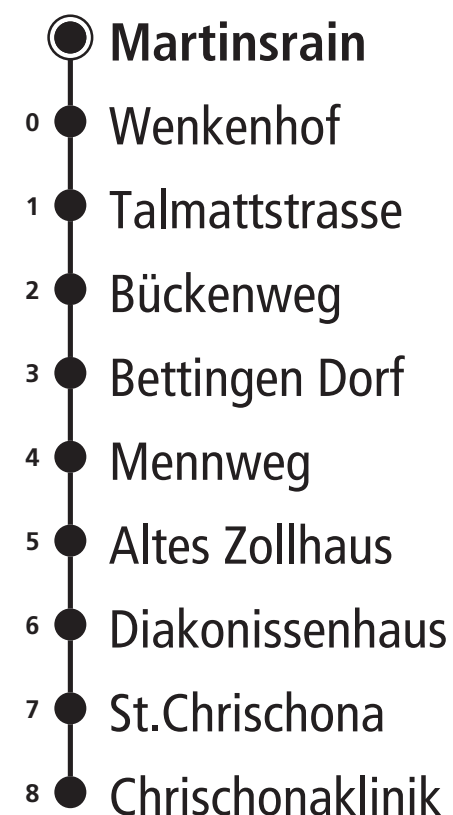 Martinsrain
0 Wenkenhof
1 Talmattstrasse
2 Bückenweg
3 Bettingen Dorf
4 Mennweg
5 Altes Zollhaus
6 Diakonissenhaus
7 St.Chrischona
8 Chrischonaklinik